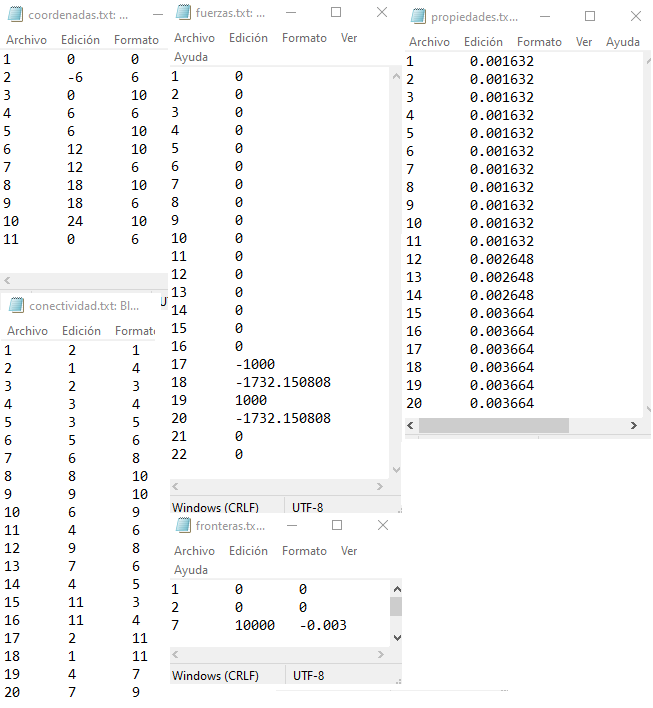 coordenadas.txt: ...
Archivo Edición Formato
1 0 0
2 -6 6
3 0 10
4 6 6
5 6 10
6 12 10
7 12 6
8 18 10
9 18 6
10 24 10
11 0 6
conectividad.txt: Bl...
Archivo Edición Formato
1 2 1
2 1 4
3 2 3
4 3 4
5 3 5
6 5 6
7 6 8
8 8 10
9 9 10
10 6 9
11 4 6
12 9 8
13 7 6
14 4 5
15 11 3
16 11 4
17 2 11
18 1 11
19 4 7
20 7 9
fuerzas.txt: ...
Archivo Edición Formato Ver
Ayuda
1 0
2 0
3 0
4 0
5 0
6 0
7 0
8 0
9 0
10 0
11 0
12 0
13 0
14 0
15 0
16 0
17 -1000
18 -1732.150808
19 1000
20 -1732.150808
21 0
22 0
Windows (CRLF) UTF-8
fronteras.tx...
Archivo Edición Formato Ver
Ayuda
1 0 0
2 0 0
7 10000 -0.003
Windows (CRLF) UTF-8
propiedades.tx...
Archivo Edición Formato Ver Ayuda
1 0.001632
2 0.001632
3 0.001632
4 0.001632
5 0.001632
6 0.001632
7 0.001632
8 0.001632
9 0.001632
10 0.001632
11 0.001632
12 0.002648
13 0.002648
14 0.002648
15 0.003664
16 0.003664
17 0.003664
18 0.003664
19 0.003664
20 0.003664